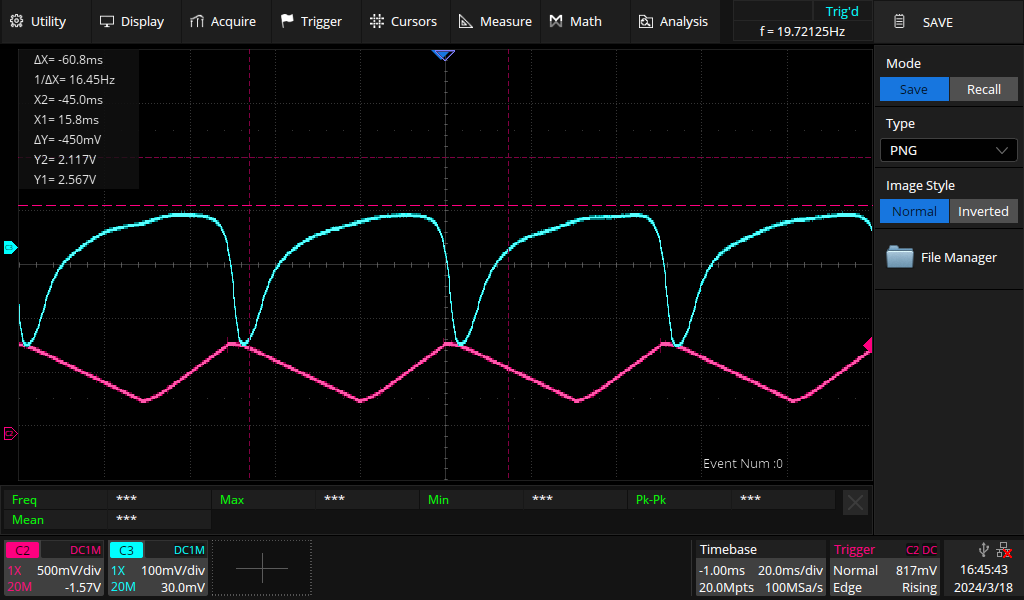 Utility Display Acquire Trigger Cursors Measure Math Analysis Trig'd SAVE
f = 19.72125Hz
ΔX= -60.8ms
1/ΔX= 16.45Hz
X2= -45.0ms
X1= 15.8ms
ΔY= -450mV
Y2= 2.117V
Y1= 2.567V
Mode
Save Recall
Type
PNG
Image Style
Normal Inverted
File Manager
C3
C2
Event Num :0
Freq *** Max *** Min *** Pk-Pk ***
Mean ***
C2 DC1M C3 DC1M Timebase Trigger C2 DC
1X 500mV/div 1X 100mV/div -1.00ms 20.0ms/div Normal 817mV 16:45:43
20M -1.57V 20M 30.0mV 20.0Mpts 100MSa/s Edge Rising 2024/3/18